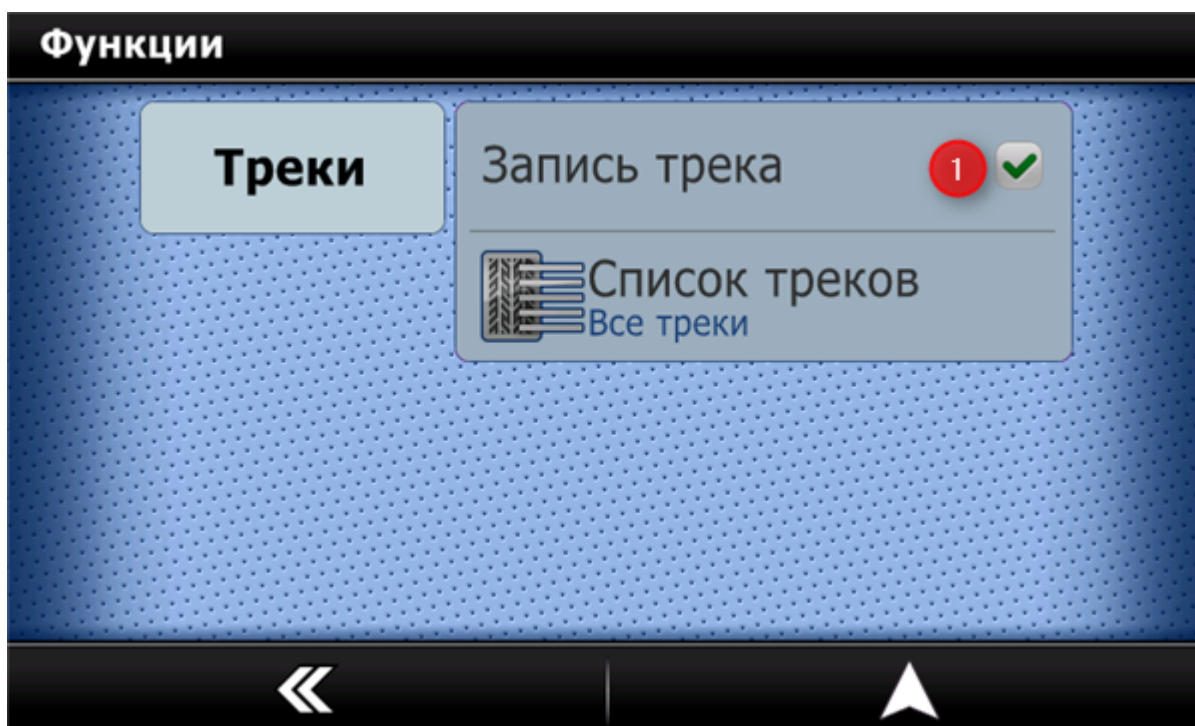 Функции
Треки
Запись трека
1
Список треков
Все треки